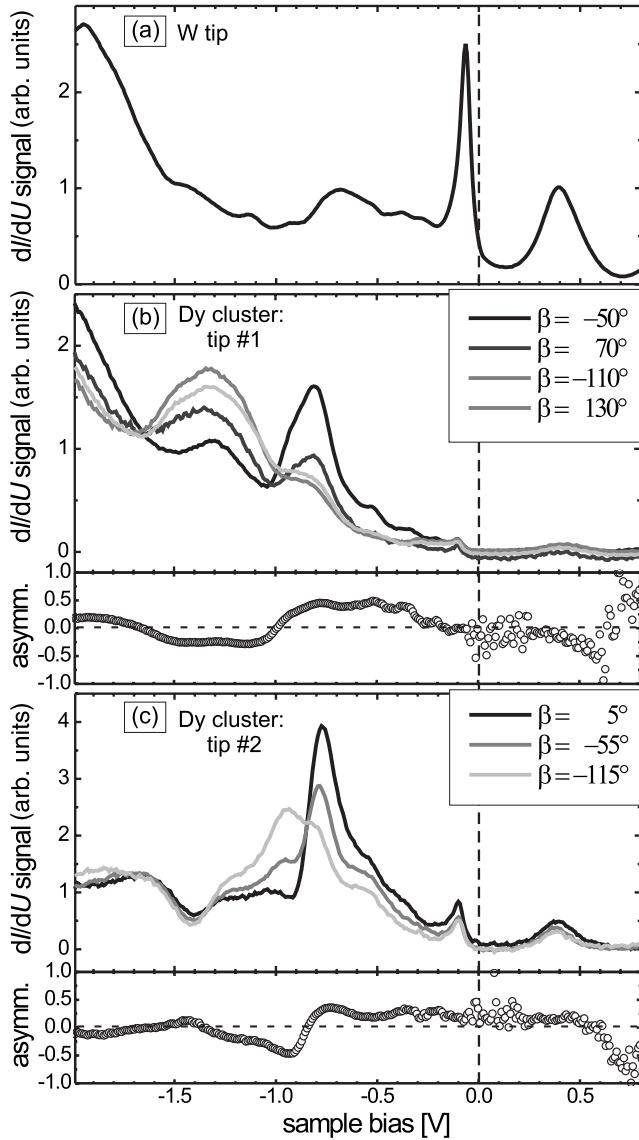 (a) W tip
dI/dU signal (arb. units)
2
1
0
(b) Dy cluster:
tip #1
β = −50°
β = 70°
β = −110°
β = 130°
dI/dU signal (arb. units)
2
1
0
asymm.
1.0
0.5
0.0
-0.5
-1.0
(c) Dy cluster:
tip #2
β = 5°
β = −55°
β = −115°
dI/dU signal (arb. units)
4
3
2
1
0
asymm.
1.0
0.5
0.0
-0.5
-1.0
-1.5 -1.0 -0.5 0.0 0.5
sample bias [V]